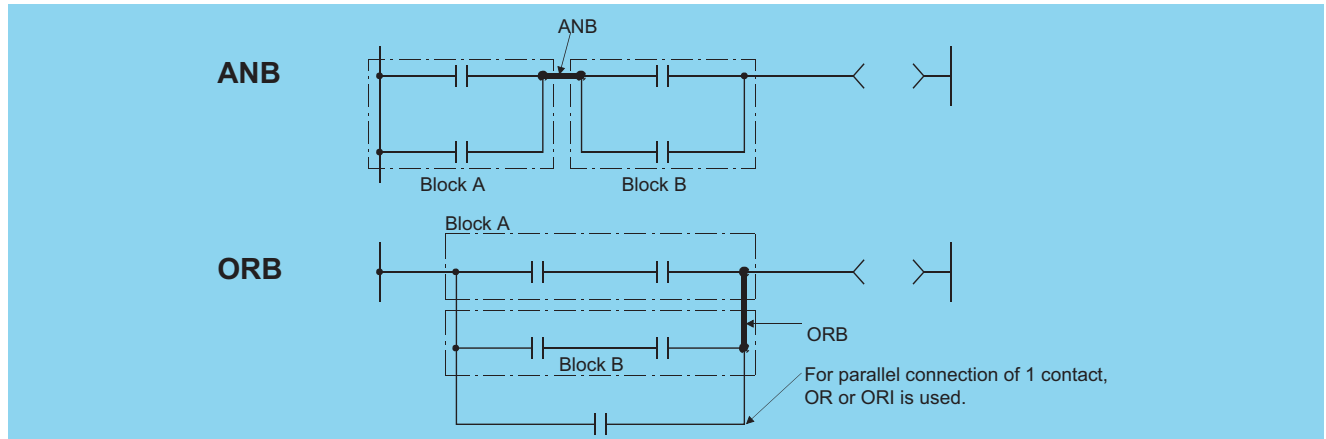 ANB
ANB
Block A
Block B
Block A
ORB
ORB
Block B
For parallel connection of 1 contact,
OR or ORI is used.